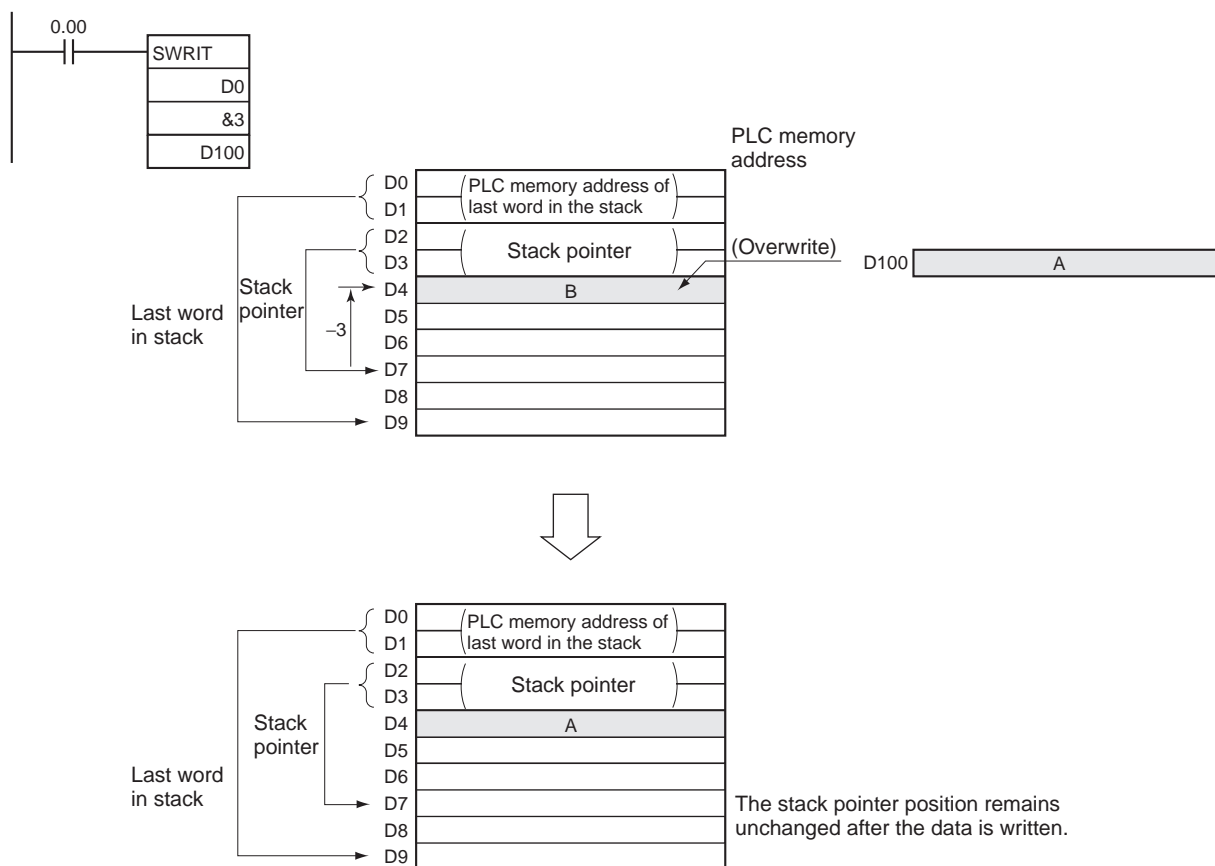 0.00
SWRIT
D0
&3
D100
PLC memory
address
D0
D1
D2
D3
D4
D5
D6
D7
D8
D9
(PLC memory address of
last word in the stack)
(Stack pointer)
B
(Overwrite)
D100
A
Stack
pointer
–3
Last word
in stack
D0
D1
D2
D3
D4
D5
D6
D7
D8
D9
(PLC memory address of
last word in the stack)
(Stack pointer)
A
Stack
pointer
Last word
in stack
The stack pointer position remains
unchanged after the data is written.